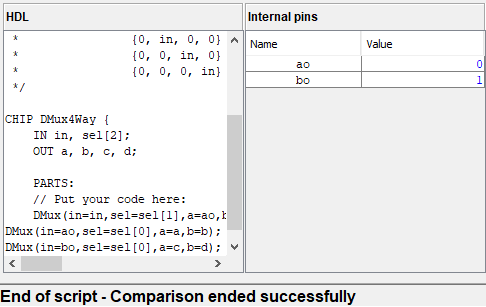 HDL
 *               {0, in, 0, 0}
 *               {0, 0, in, 0}
 *               {0, 0, 0, in}
 */
CHIP DMux4Way {
    IN in, sel[2];
    OUT a, b, c, d;
    PARTS:
    // Put your code here:
    DMux(in=in,sel=sel[1],a=ao,b
DMux(in=ao,sel=sel[0],a=a,b=b);
DMux(in=bo,sel=sel[0],a=c,b=d);
Internal pins
Name Value
ao 0
bo 1
End of script - Comparison ended successfully